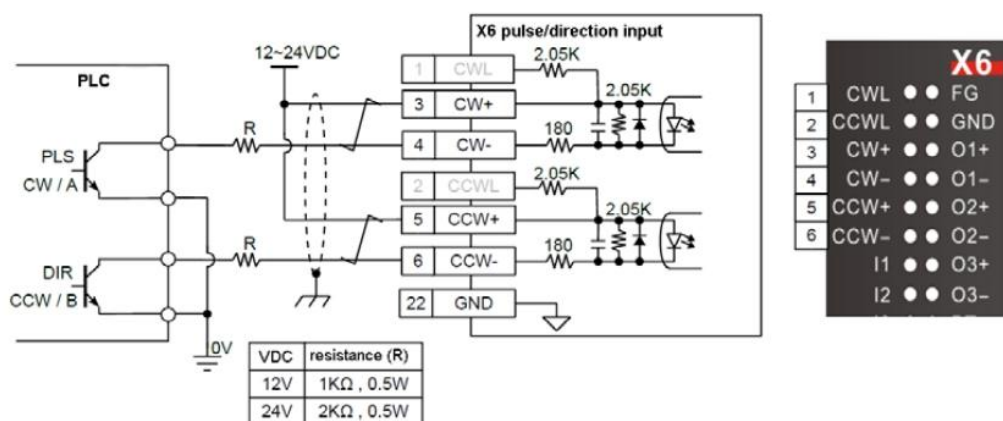 X6 pulse/direction input
12~24VDC
PLC
PLS
CW / A
DIR
CCW / B
R
R
0V
1 CWL
3 CW+
4 CW-
2 CCWL
5 CCW+
6 CCW-
22 GND
2.05K
2.05K
180
2.05K
2.05K
180
VDC resistance (R)
12V 1KΩ , 0.5W
24V 2KΩ , 0.5W
X6
1 CWL FG
2 CCWL GND
3 CW+ O1+
4 CW− O1−
5 CCW+ O2+
6 CCW− O2−
I1 O3+
I2 O3−